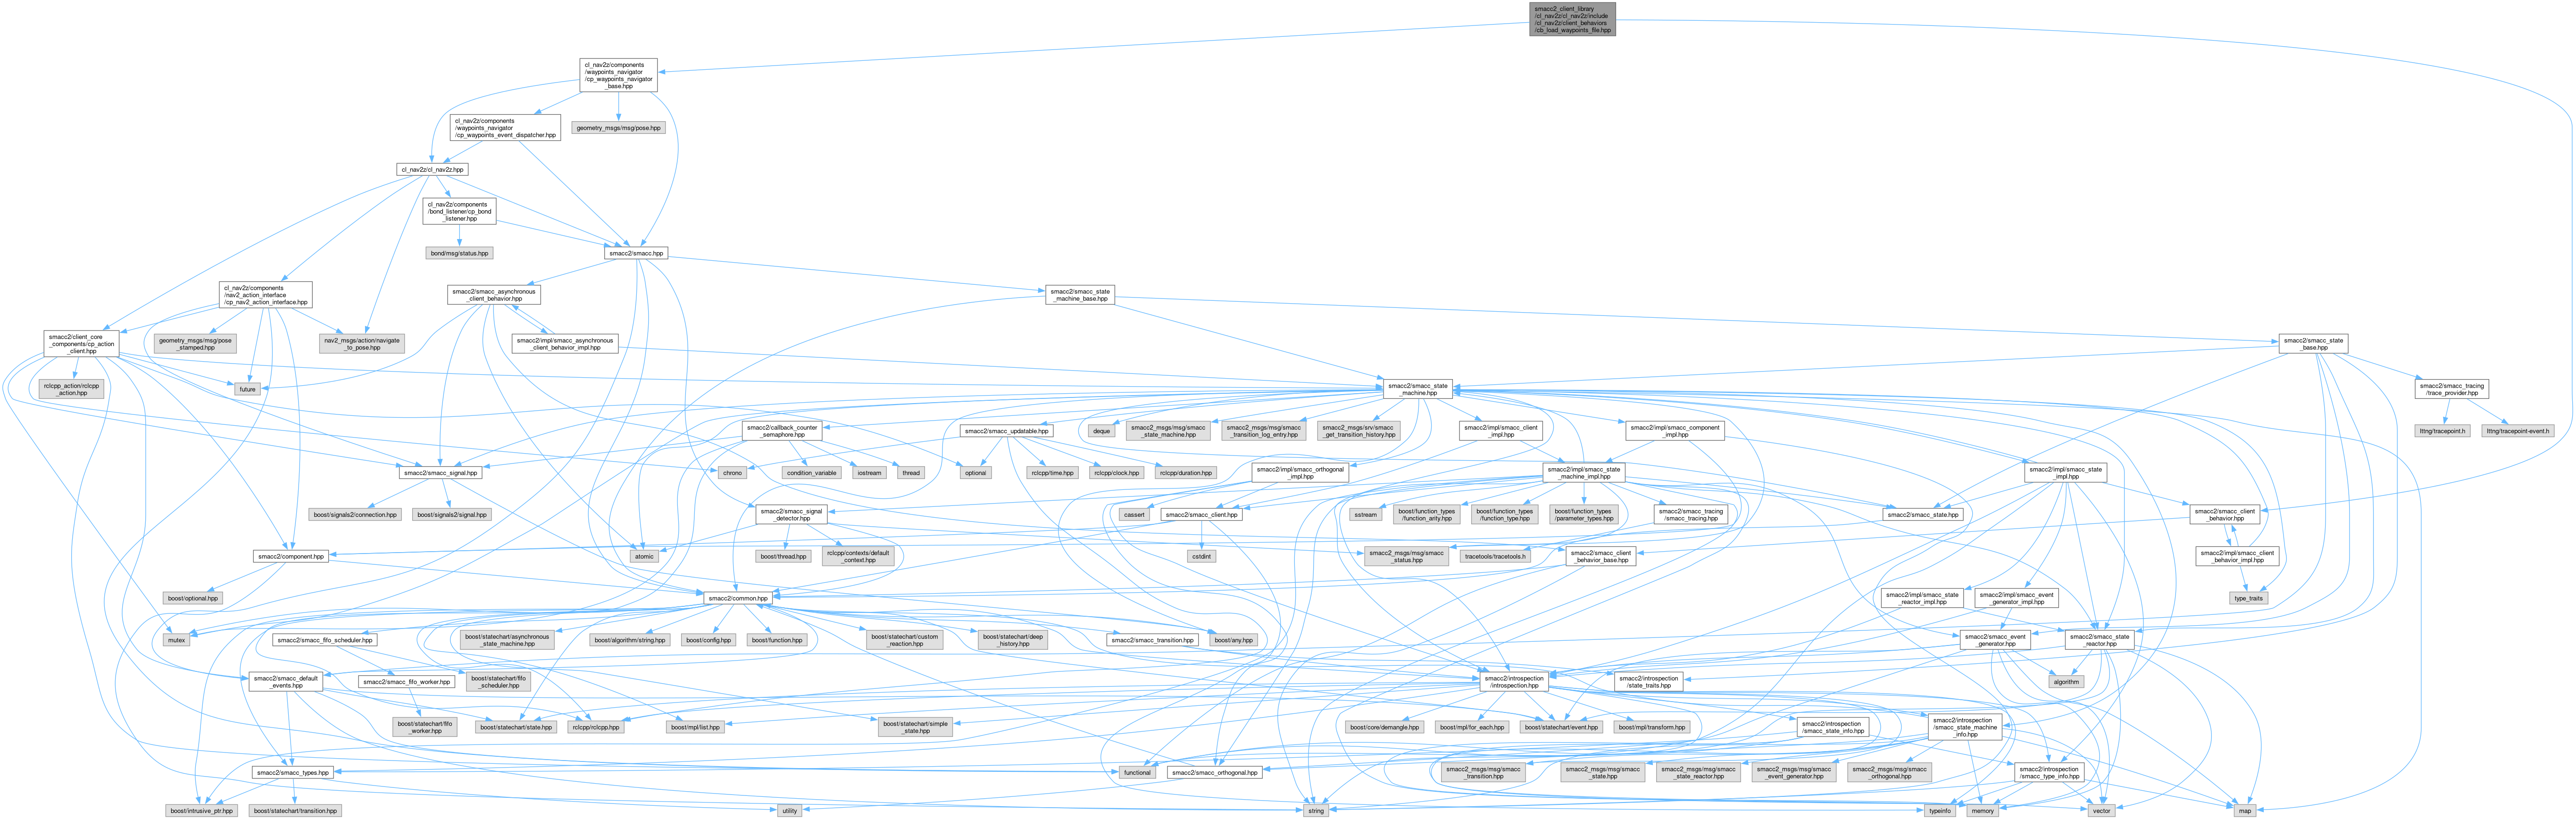 smacc2_client_library
/cl_nav2z/cl_nav2z/include
/cl_nav2z/client_behaviors
/cb_load_waypoints_file.hpp
cl_nav2z/components
/waypoints_navigator
/cp_waypoints_navigator
_base.hpp
cl_nav2z/components
/waypoints_navigator
/cp_waypoints_event_dispatcher.hpp
geometry_msgs/msg/pose.hpp
cl_nav2z/cl_nav2z.hpp
cl_nav2z/components
/bond_listener/cp_bond
_listener.hpp
bond/msg/status.hpp
smacc2/smacc.hpp
cl_nav2z/components
/nav2_action_interface
/cp_nav2_action_interface.hpp
smacc2/smacc_asynchronous
_client_behavior.hpp
smacc2/smacc_state
_machine_base.hpp
smacc2/client_core
_components/cp_action
_client.hpp
geometry_msgs/msg/pose
_stamped.hpp
nav2_msgs/action/navigate
_to_pose.hpp
smacc2/impl/smacc_asynchronous
_client_behavior_impl.hpp
smacc2/smacc_state
_base.hpp
rclcpp_action/rclcpp
_action.hpp
future
smacc2/smacc_state
_machine.hpp
smacc2/smacc_tracing
/trace_provider.hpp
smacc2/callback_counter
_semaphore.hpp
smacc2/smacc_updatable.hpp
deque
smacc2_msgs/msg/smacc
_state_machine.hpp
smacc2_msgs/msg/smacc
_transition_log_entry.hpp
smacc2_msgs/srv/smacc
_get_transition_history.hpp
smacc2/impl/smacc_client
_impl.hpp
smacc2/impl/smacc_component
_impl.hpp
lttng/tracepoint.h
lttng/tracepoint-event.h
smacc2/smacc_signal.hpp
chrono
condition_variable
iostream
thread
optional
rclcpp/time.hpp
rclcpp/clock.hpp
rclcpp/duration.hpp
smacc2/impl/smacc_orthogonal
_impl.hpp
smacc2/impl/smacc_state
_machine_impl.hpp
smacc2/impl/smacc_state
_impl.hpp
boost/signals2/connection.hpp
boost/signals2/signal.hpp
smacc2/smacc_signal
_detector.hpp
cassert
smacc2/smacc_client.hpp
sstream
boost/function_types
/function_arity.hpp
boost/function_types
/function_type.hpp
boost/function_types
/parameter_types.hpp
smacc2/smacc_tracing
/smacc_tracing.hpp
smacc2/smacc_state.hpp
smacc2/smacc_client
_behavior.hpp
smacc2/component.hpp
atomic
boost/thread.hpp
rclcpp/contexts/default
_context.hpp
cstdint
smacc2_msgs/msg/smacc
_status.hpp
tracetools/tracetools.h
smacc2/smacc_client
_behavior_base.hpp
smacc2/impl/smacc_client
_behavior_impl.hpp
boost/optional.hpp
smacc2/common.hpp
smacc2/impl/smacc_state
_reactor_impl.hpp
smacc2/impl/smacc_event
_generator_impl.hpp
type_traits
mutex
smacc2/smacc_fifo_scheduler.hpp
boost/statechart/asynchronous
_state_machine.hpp
boost/algorithm/string.hpp
boost/config.hpp
boost/function.hpp
boost/statechart/custom
_reaction.hpp
boost/statechart/deep
_history.hpp
smacc2/smacc_transition.hpp
boost/any.hpp
smacc2/smacc_event
_generator.hpp
smacc2/smacc_state
_reactor.hpp
smacc2/smacc_default
_events.hpp
smacc2/smacc_fifo_worker.hpp
boost/statechart/fifo
_scheduler.hpp
smacc2/introspection
/introspection.hpp
smacc2/introspection
/state_traits.hpp
algorithm
boost/statechart/fifo
_worker.hpp
boost/statechart/state.hpp
rclcpp/rclcpp.hpp
boost/mpl/list.hpp
boost/statechart/simple
_state.hpp
boost/core/demangle.hpp
boost/mpl/for_each.hpp
boost/statechart/event.hpp
boost/mpl/transform.hpp
smacc2/introspection
/smacc_state_info.hpp
smacc2/introspection
/smacc_state_machine
_info.hpp
smacc2/smacc_types.hpp
functional
smacc2/smacc_orthogonal.hpp
smacc2_msgs/msg/smacc
_transition.hpp
smacc2_msgs/msg/smacc
_state.hpp
smacc2_msgs/msg/smacc
_state_reactor.hpp
smacc2_msgs/msg/smacc
_event_generator.hpp
smacc2_msgs/msg/smacc
_orthogonal.hpp
smacc2/introspection
/smacc_type_info.hpp
boost/intrusive_ptr.hpp
boost/statechart/transition.hpp
utility
string
typeinfo
memory
vector
map